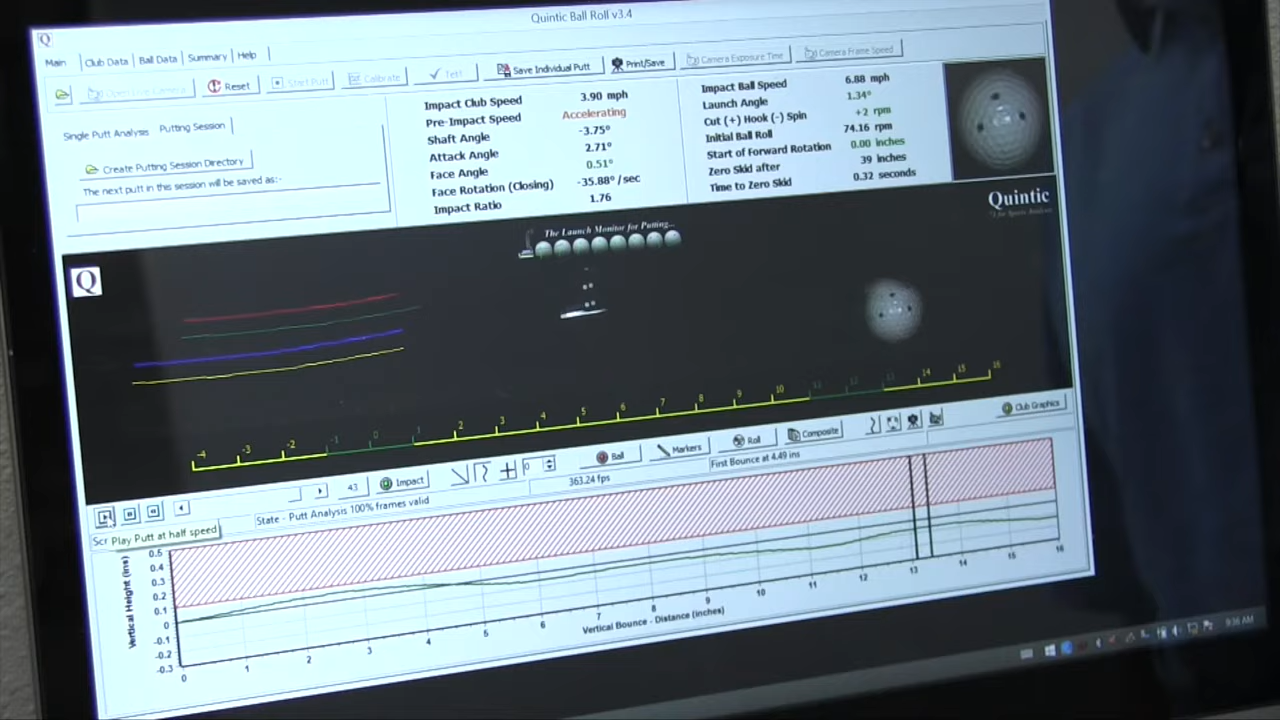 Quintic Ball Roll v3.4
Q
Main Club Data Ball Data Summary Help
Reset Start Putt Calibrate Save Individual Putt Print/Save Camera Exposure Time Camera Frame Speed
Single Putt Analysis Putting Session
Create Putting Session Directory
The next putt in this session will be saved as:-
Impact Club Speed 3.90 mph
Pre-Impact Speed Accelerating
Shaft Angle -3.75°
Attack Angle 2.71°
Face Angle 0.51°
Face Rotation (Closing) -35.88°/sec
Impact Ratio 1.76
Impact Ball Speed 6.88 mph
Launch Angle 1.34°
Cut (+) Hook (-) Spin +2 rpm
Initial Ball Roll 74.16 rpm
Start of Forward Rotation 0.00 inches
Zero Skid after 39 inches
Time to Zero Skid 0.32 seconds
Quintic
The Launch Monitor for Putting...
Q
-4 -3 -2 -1 0 1 2 3 4 5 6 7 8 9 10 11 12 13 14 15 16
Club Graphics
43 Impact 0 Ball Markers Roll Composite
363.24 fps First Bounce at 4.49 ins
State - Putt Analysis 100% frames valid
Play Putt at half speed
Vertical Height (ins)
0.5
0.4
0.3
0.2
0.1
0
-0.1
-0.2
-0.3
0 1 2 3 4 5 6 7 8 9 10 11 12 13 14 15 16
Vertical Bounce - Distance (inches)
9:36 AM